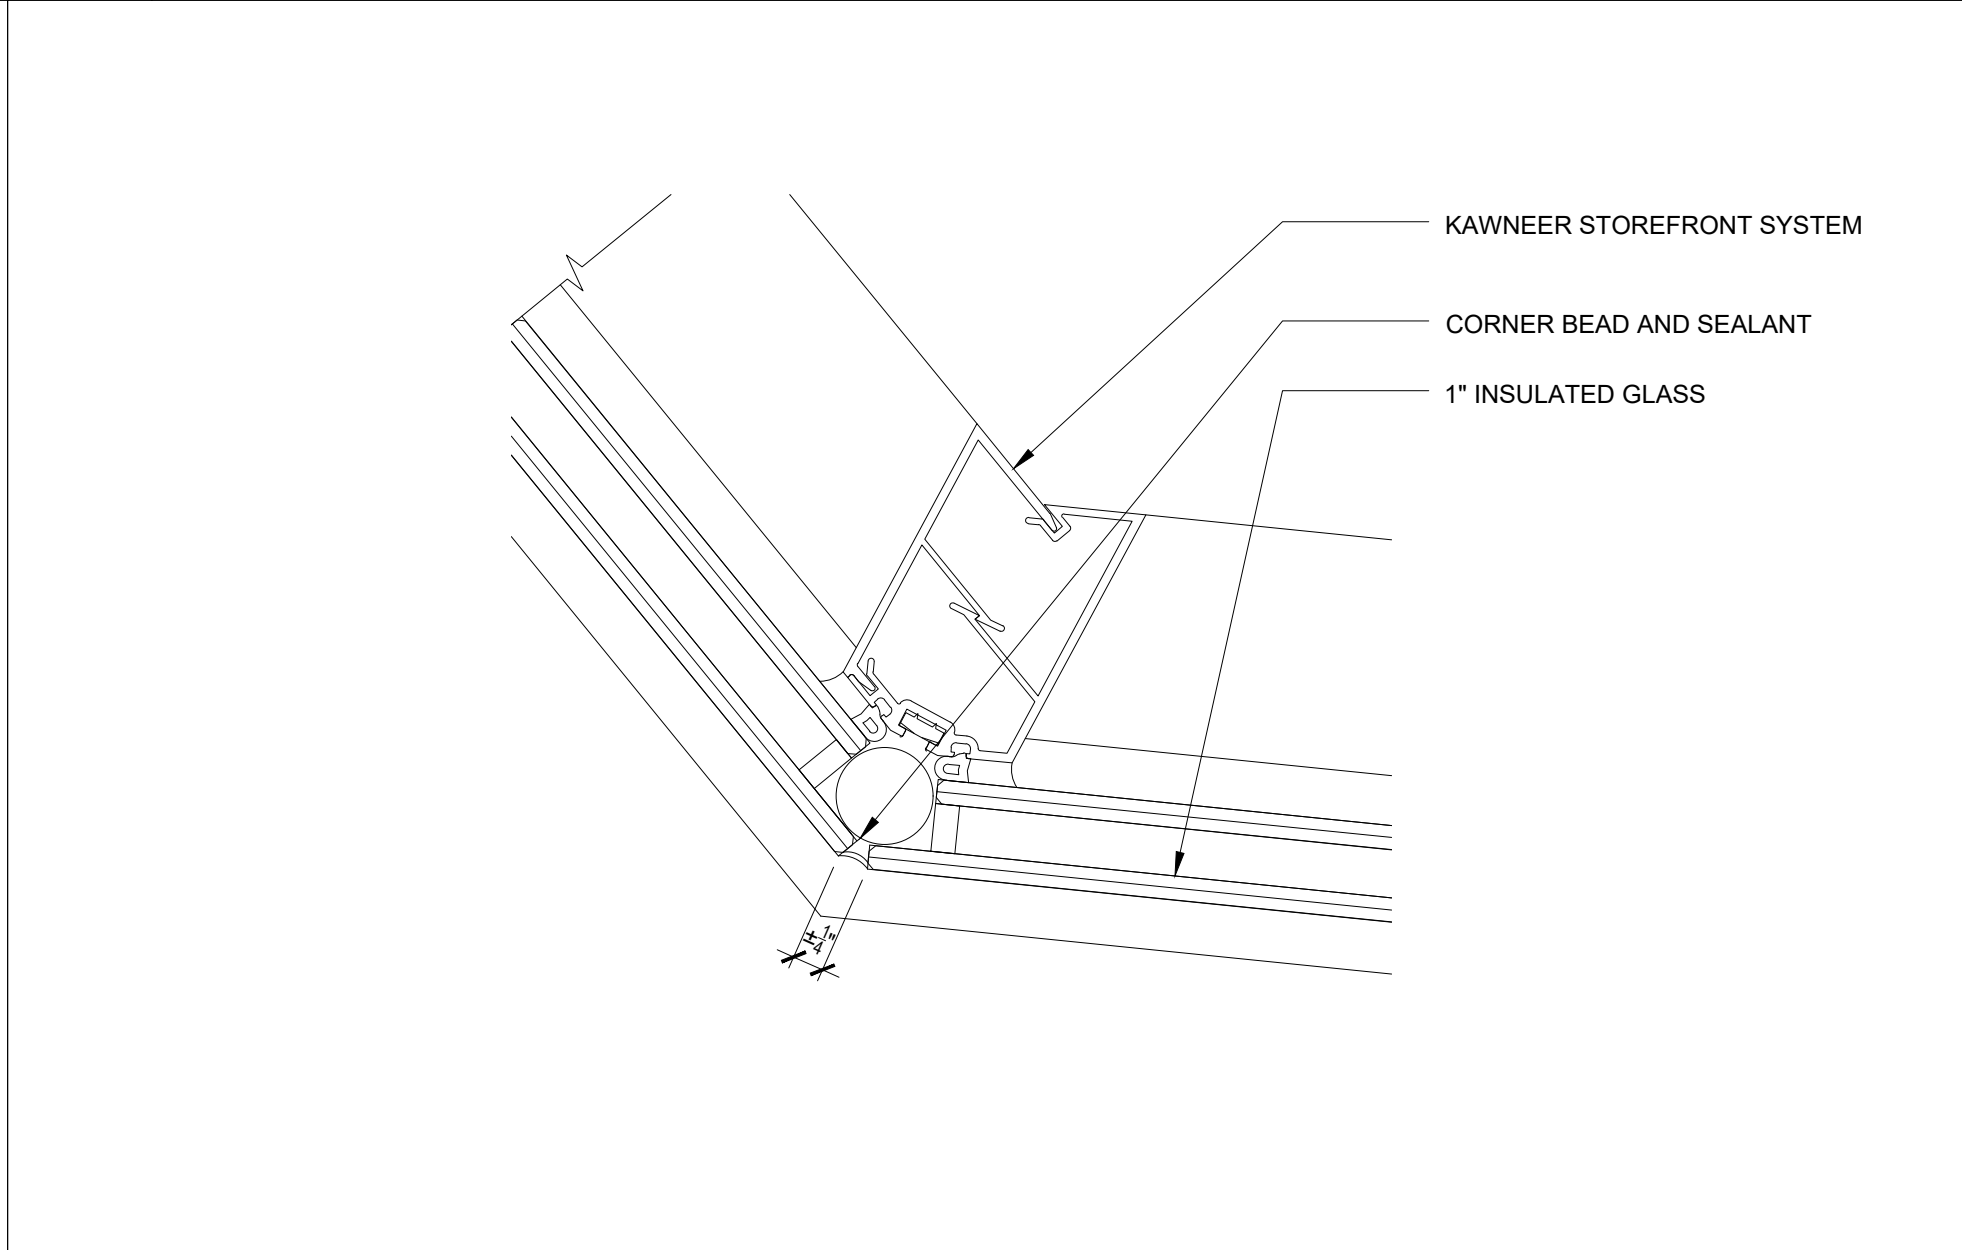 KAWNEER STOREFRONT SYSTEM
CORNER BEAD AND SEALANT
1" INSULATED GLASS
±1/4"